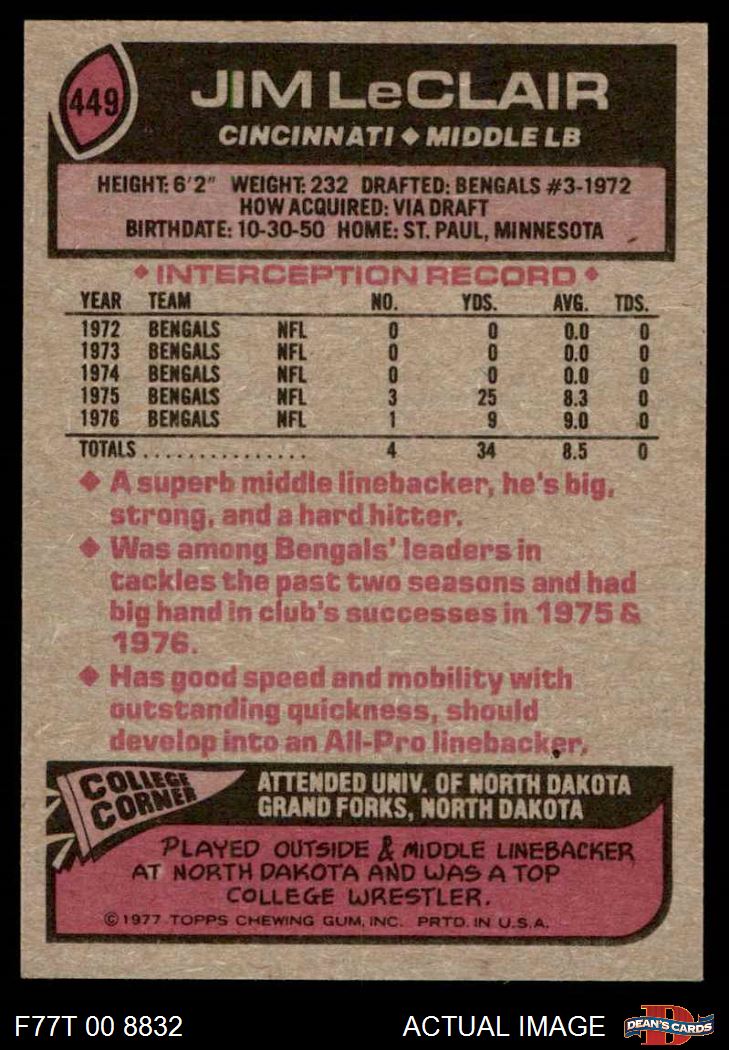 449
JIM LeCLAIR
CINCINNATI ◆ MIDDLE LB
HEIGHT: 6'2" WEIGHT: 232 DRAFTED: BENGALS #3-1972
HOW ACQUIRED: VIA DRAFT
BIRTHDATE: 10-30-50 HOME: ST. PAUL, MINNESOTA
◆ INTERCEPTION RECORD ◆
YEAR TEAM NO. YDS. AVG. TDS.
1972 BENGALS NFL 0 0 0.0 0
1973 BENGALS NFL 0 0 0.0 0
1974 BENGALS NFL 0 0 0.0 0
1975 BENGALS NFL 3 25 8.3 0
1976 BENGALS NFL 1 9 9.0 0
TOTALS ............... 4 34 8.5 0
◆ A superb middle linebacker, he's big,
strong, and a hard hitter.
◆ Was among Bengals' leaders in
tackles the past two seasons and had
big hand in club's successes in 1975 &
1976.
◆ Has good speed and mobility with
outstanding quickness, should
develop into an All-Pro linebacker.
COLLEGE
CORNER
ATTENDED UNIV. OF NORTH DAKOTA
GRAND FORKS, NORTH DAKOTA
PLAYED OUTSIDE & MIDDLE LINEBACKER
AT NORTH DAKOTA AND WAS A TOP
COLLEGE WRESTLER.
© 1977 TOPPS CHEWING GUM, INC. PRTD. IN U.S.A.
F77T 00 8832 ACTUAL IMAGE
D
DEAN'S CARDS